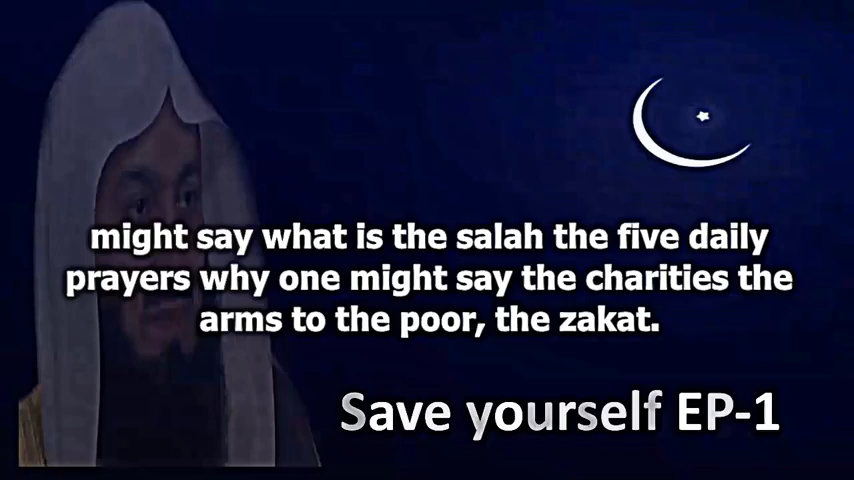 might say what is the salah the five daily
prayers why one might say the charities the
arms to the poor, the zakat.
Save yourself EP-1